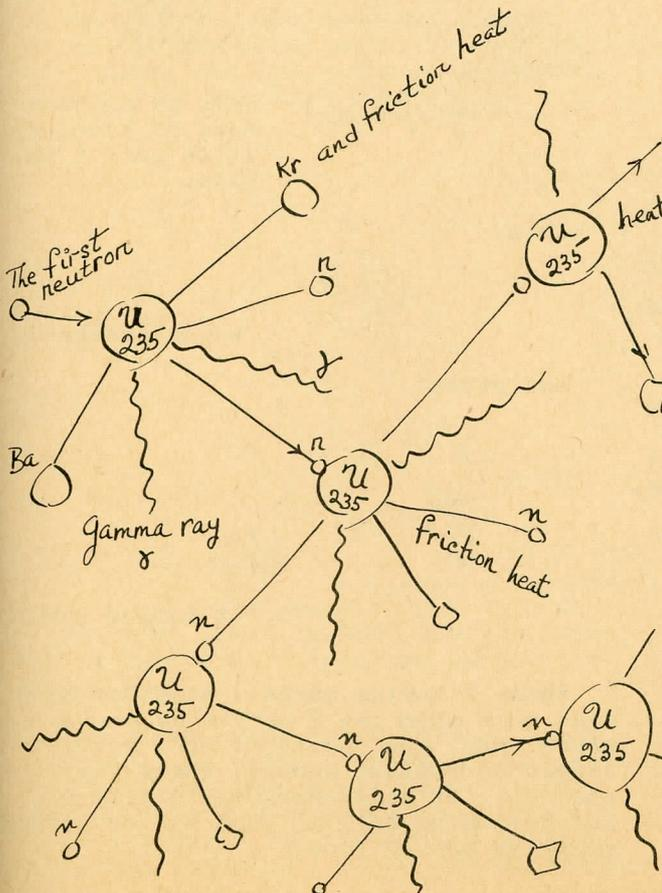 Kr and friction heat
The first
neutron
n
U
235
γ
U
235
heat
Ba
n
U
235
Gamma ray
γ
n
friction heat
n
U
235
n
U
235
n
U
235
n